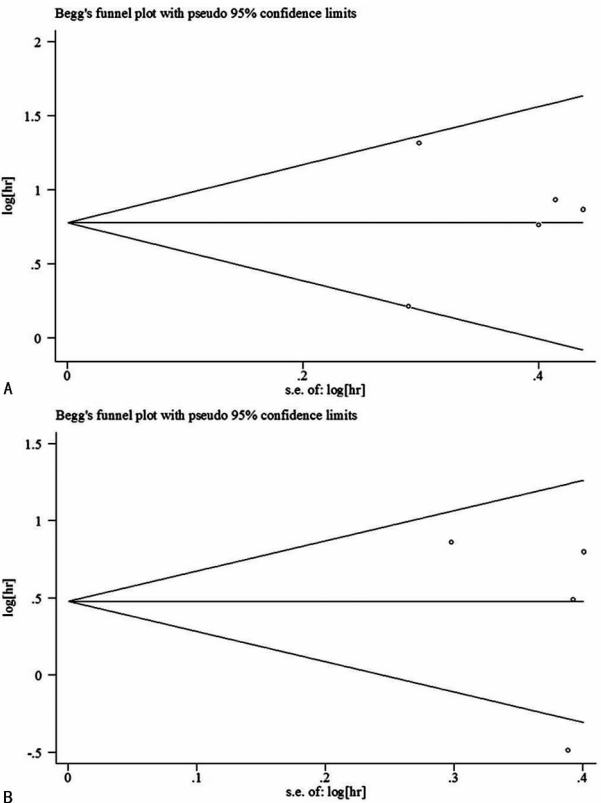 Begg's funnel plot with pseudo 95% confidence limits
2
1.5
1
.5
0
log[hr]
0
.2
.4
s.e. of: log[hr]
A
Begg's funnel plot with pseudo 95% confidence limits
1.5
1
.5
0
-.5
log[hr]
0
.1
.2
.3
.4
s.e. of: log[hr]
B